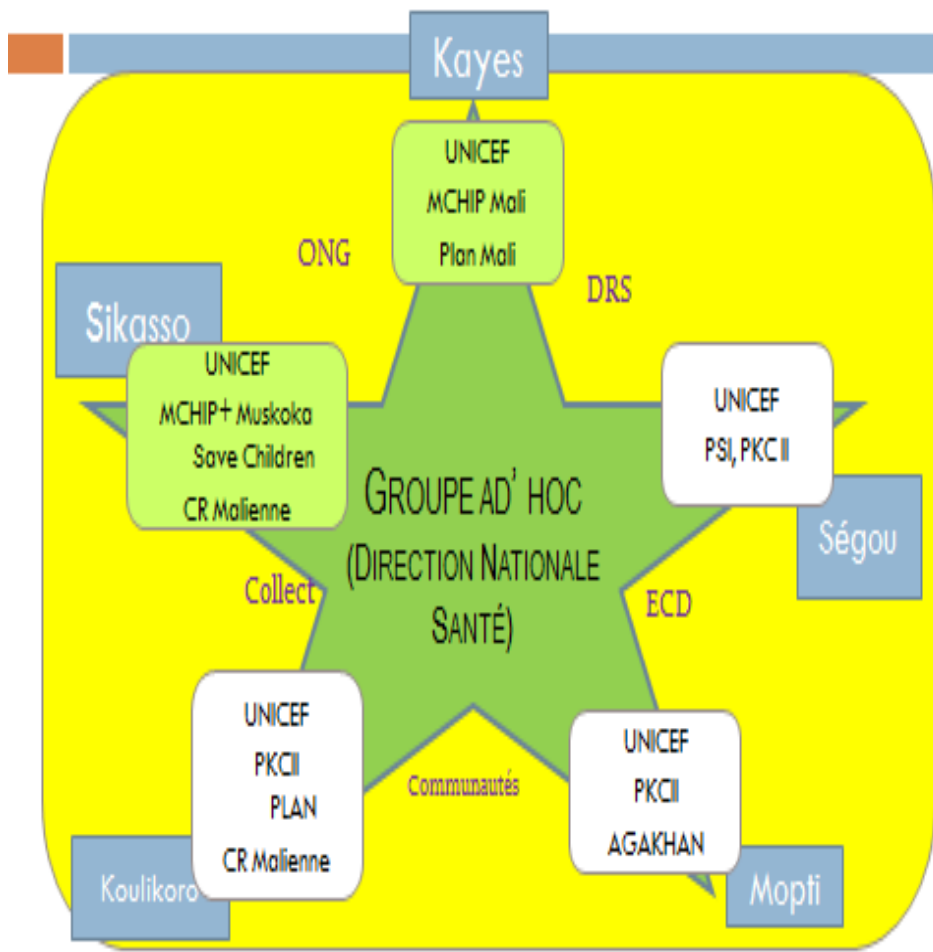 Kayes
UNICEF
MCHIP Mali
Plan Mali
ONG
DRS
Sikasso
UNICEF
MCHIP+ Muskoka
Save Children
CR Malienne
UNICEF
PSI, PKC II
Ségou
GROUPE AD' HOC
(DIRECTION NATIONALE
SANTÉ)
Collect
ECD
UNICEF
PKCII
PLAN
CR Malienne
Koulikoro
Communautés
UNICEF
PKCII
AGAKHAN
Mopti